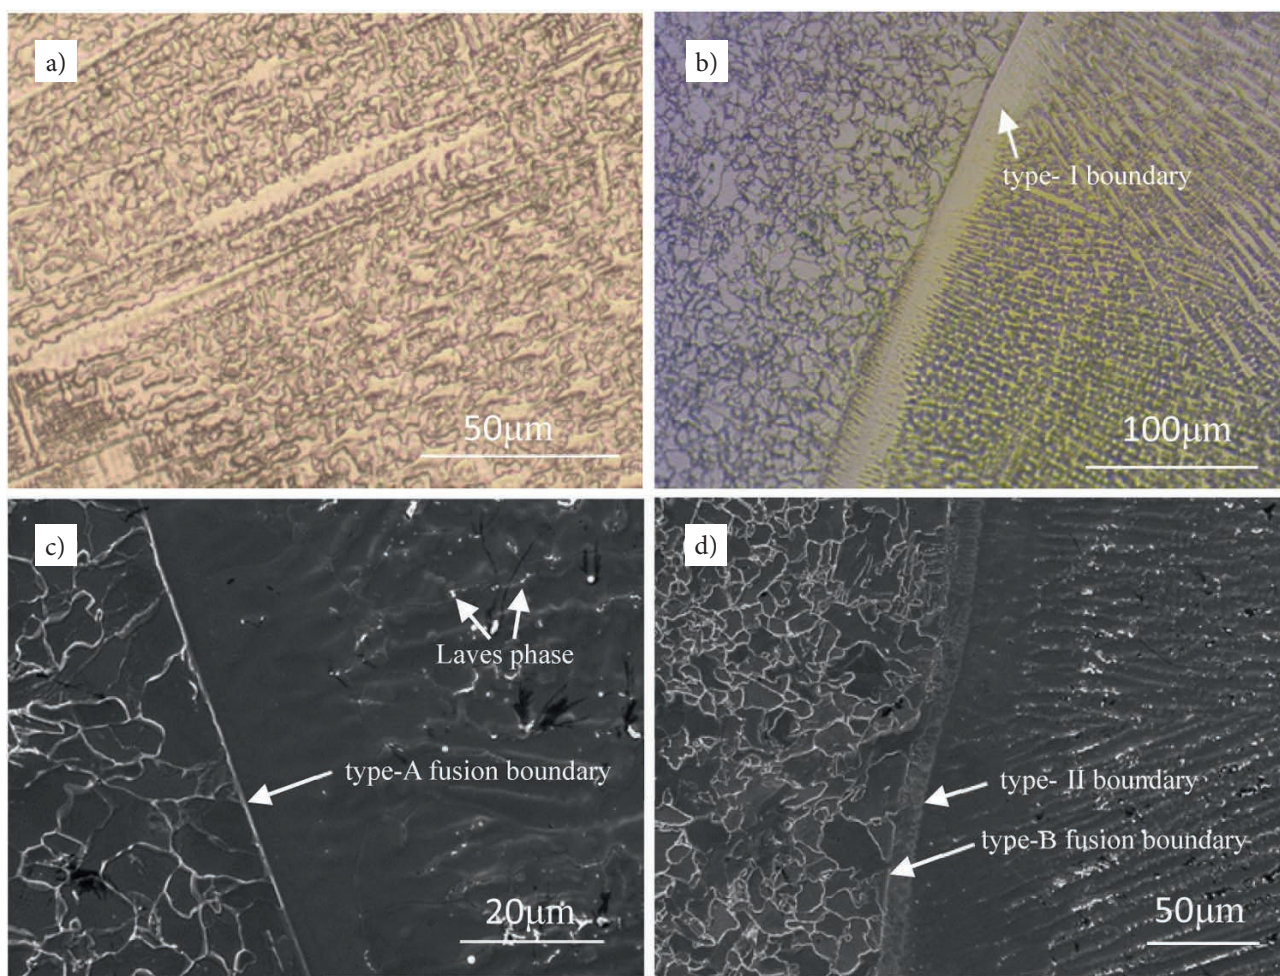 a)
50μm
b)
type- I boundary
100μm
c)
Laves phase
type-A fusion boundary
20μm
d)
type- II boundary
type-B fusion boundary
50μm